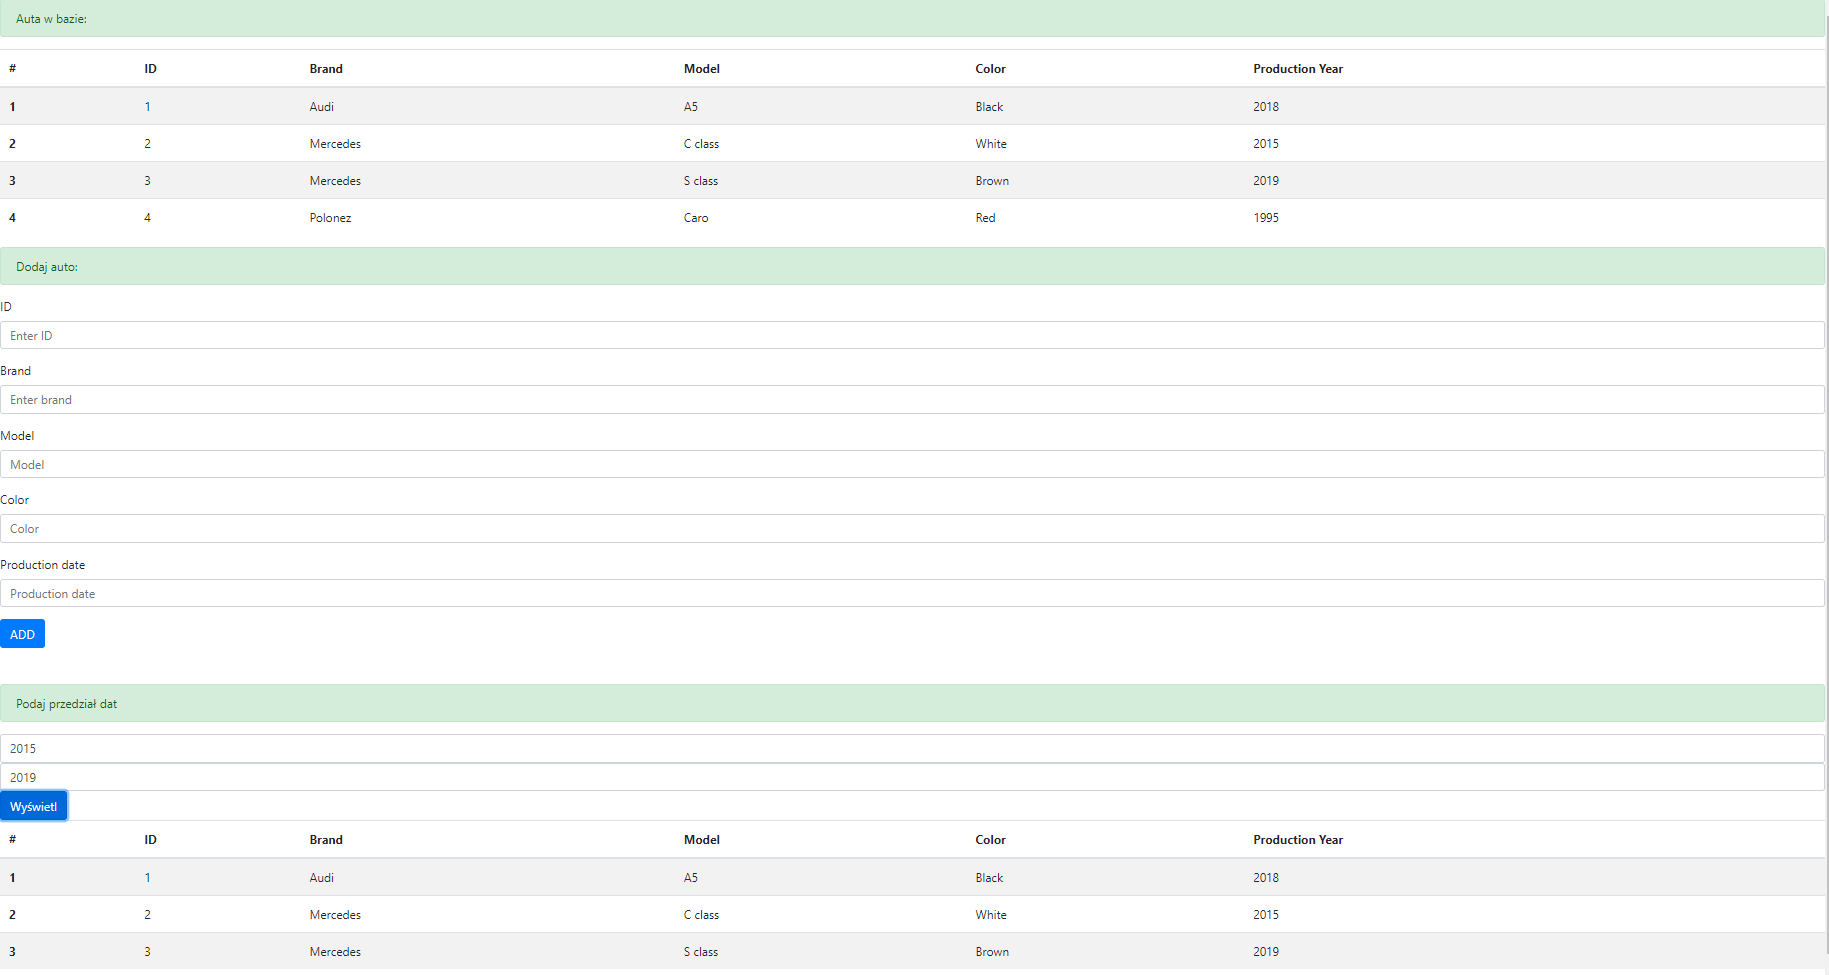 Auta w bazie:
# ID Brand Model Color Production Year
1 1 Audi A5 Black 2018
2 2 Mercedes C class White 2015
3 3 Mercedes S class Brown 2019
4 4 Polonez Caro Red 1995
Dodaj auto:
ID
Enter ID
Brand
Enter brand
Model
Model
Color
Color
Production date
Production date
ADD
Podaj przedział dat
2015
2019
Wyświetl
# ID Brand Model Color Production Year
1 1 Audi A5 Black 2018
2 2 Mercedes C class White 2015
3 3 Mercedes S class Brown 2019